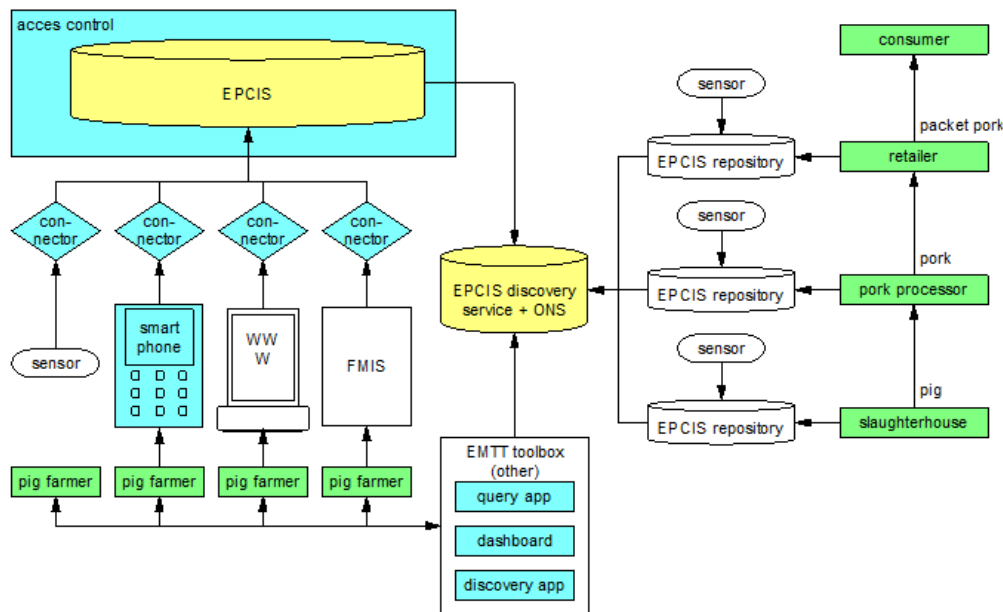 acces control
EPCIS
con-
nector
con-
nector
con-
nector
con-
nector
sensor
smart
phone
WW
W
FMIS
pig farmer
pig farmer
pig farmer
pig farmer
EPCIS discovery
service + ONS
EMTT toolbox
(other)
query app
dashboard
discovery app
sensor
EPCIS repository
sensor
EPCIS repository
sensor
EPCIS repository
consumer
packet pork
retailer
pork
pork processor
pig
slaughterhouse